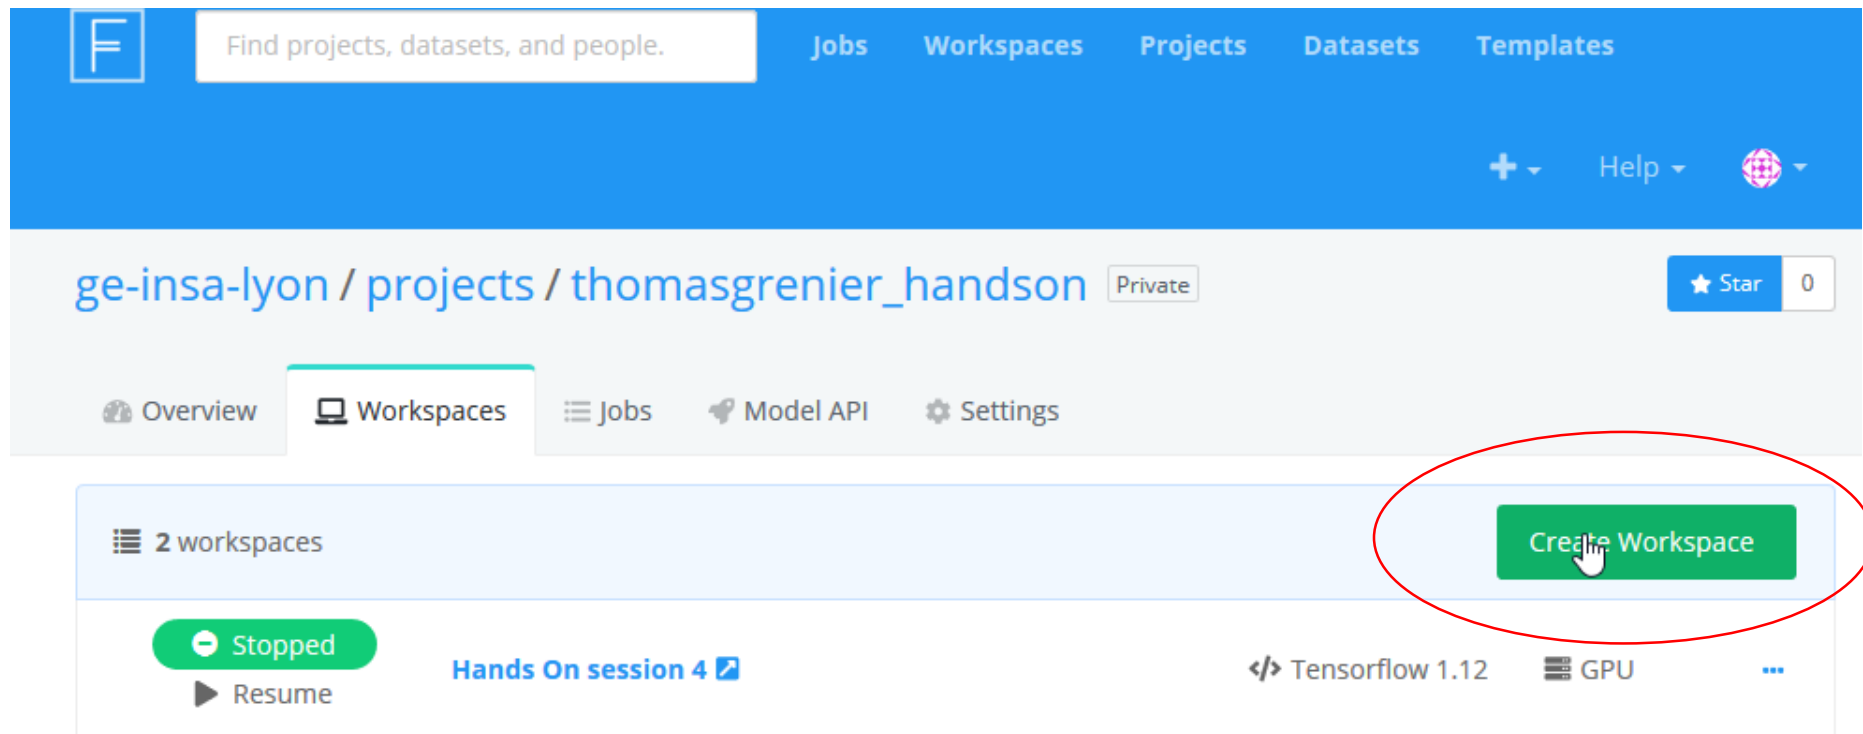 F Find projects, datasets, and people. Jobs Workspaces Projects Datasets Templates
Help
ge-insa-lyon / projects / thomasgrenier_handson Private Star 0
Overview Workspaces Jobs Model API Settings
2 workspaces Create Workspace
Stopped
Hands On session 4 Tensorflow 1.12 GPU
Resume